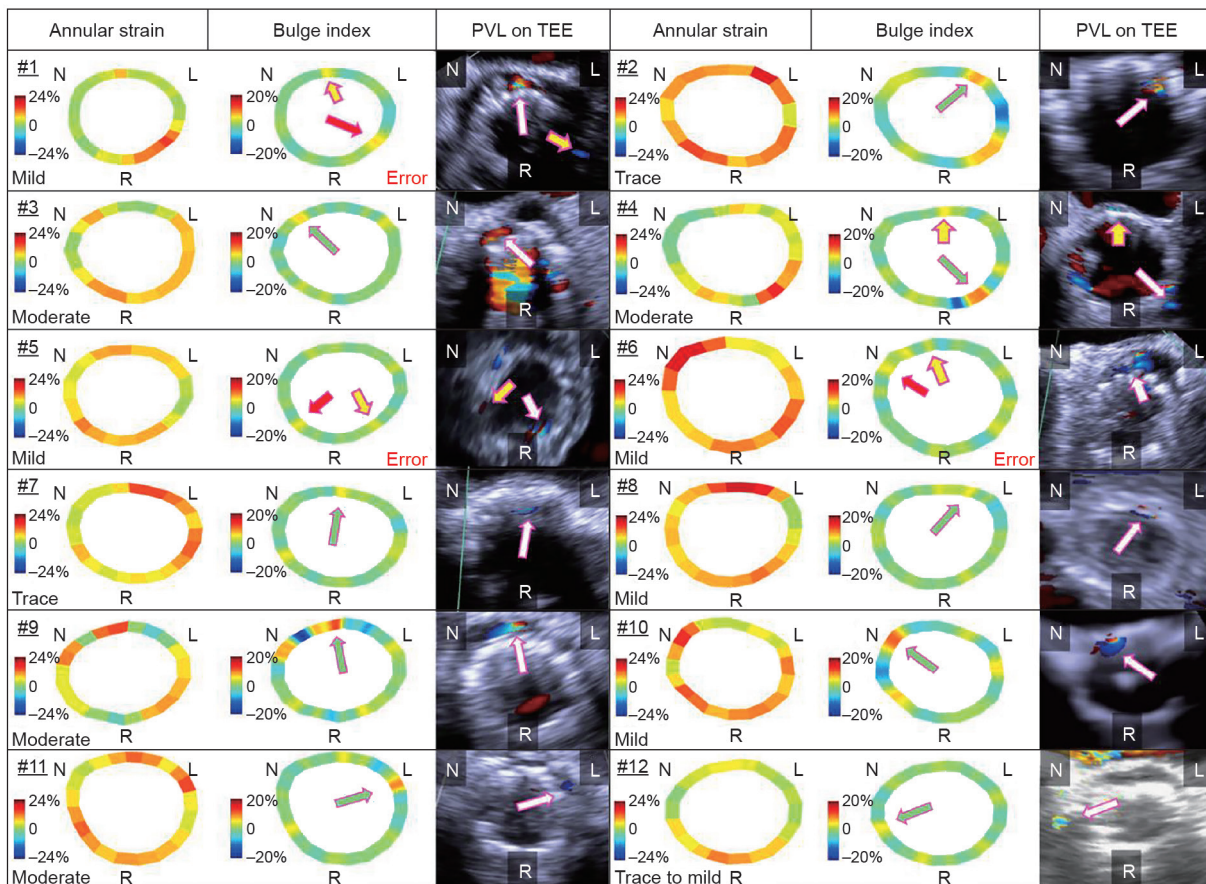 Annular strain Bulge index PVL on TEE Annular strain Bulge index PVL on TEE
#1 N L N L N L #2 N L N L N L
24% 20% 24% 20%
0 0 0 0
–24% –20% –24% –20%
Mild R R Error R Trace R R R
#3 N L N L N L #4 N L N L N L
24% 20% 24% 20%
0 0 0 0
–24% –20% –24% –20%
Moderate R R R Moderate R R R
#5 N L N L N L #6 N L N L N L
24% 20% 24% 20%
0 0 0 0
–24% –20% –24% –20%
Mild R R R Mild R R Error R
Error
#7 N L N L N L #8 N L N L N L
24% 20% 24% 20%
0 0 0 0
–24% –20% –24% –20%
Trace R R R Mild R R R
#9 N L N L N L #10 N L N L N L
24% 20% 24% 20%
0 0 0 0
–24% –20% –24% –20%
Moderate R R R Mild R R R
#11 N L N L N L #12 N L N L N L
24% 20% 24% 20%
0 0 0 0
–24% –20% –24% –20%
Moderate R R R Trace to mild R R R